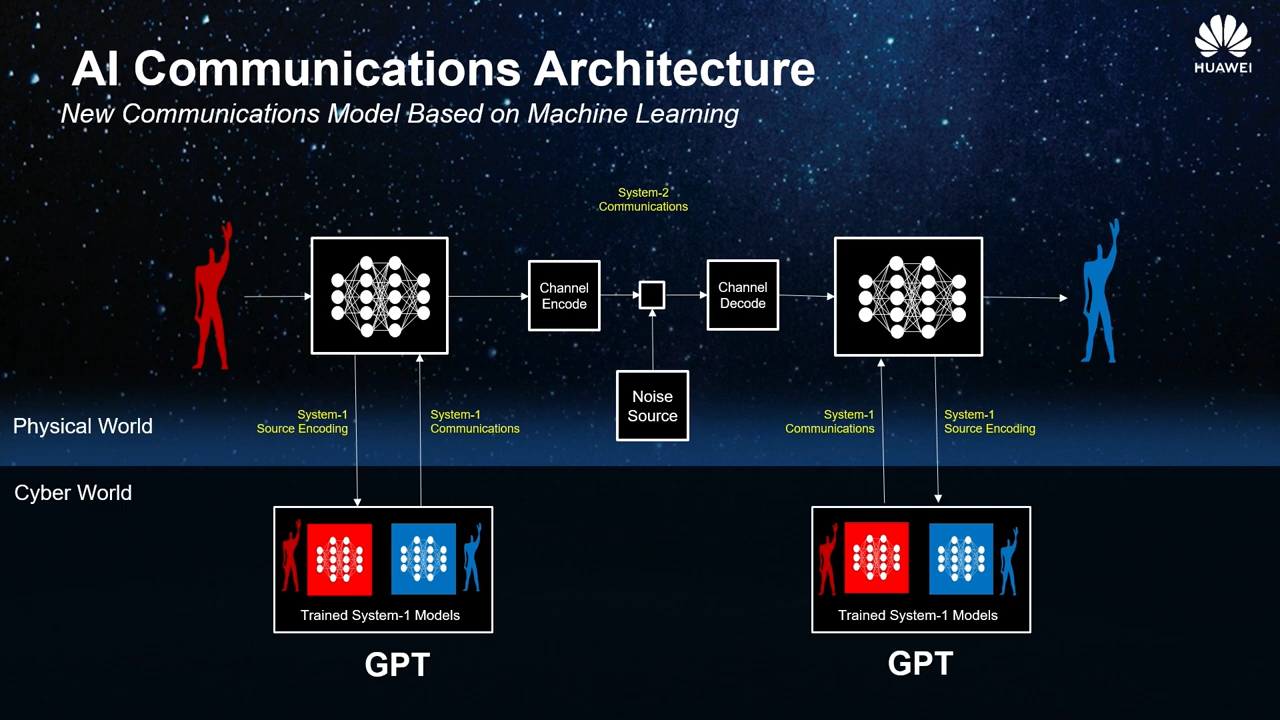 HUAWEI
AI Communications Architecture
New Communications Model Based on Machine Learning
System-2
Communications
Channel
Encode
Channel
Decode
Noise
Source
System-1
Source Encoding
System-1
Communications
System-1
Communications
System-1
Source Encoding
Physical World
Cyber World
Trained System-1 Models
Trained System-1 Models
GPT
GPT